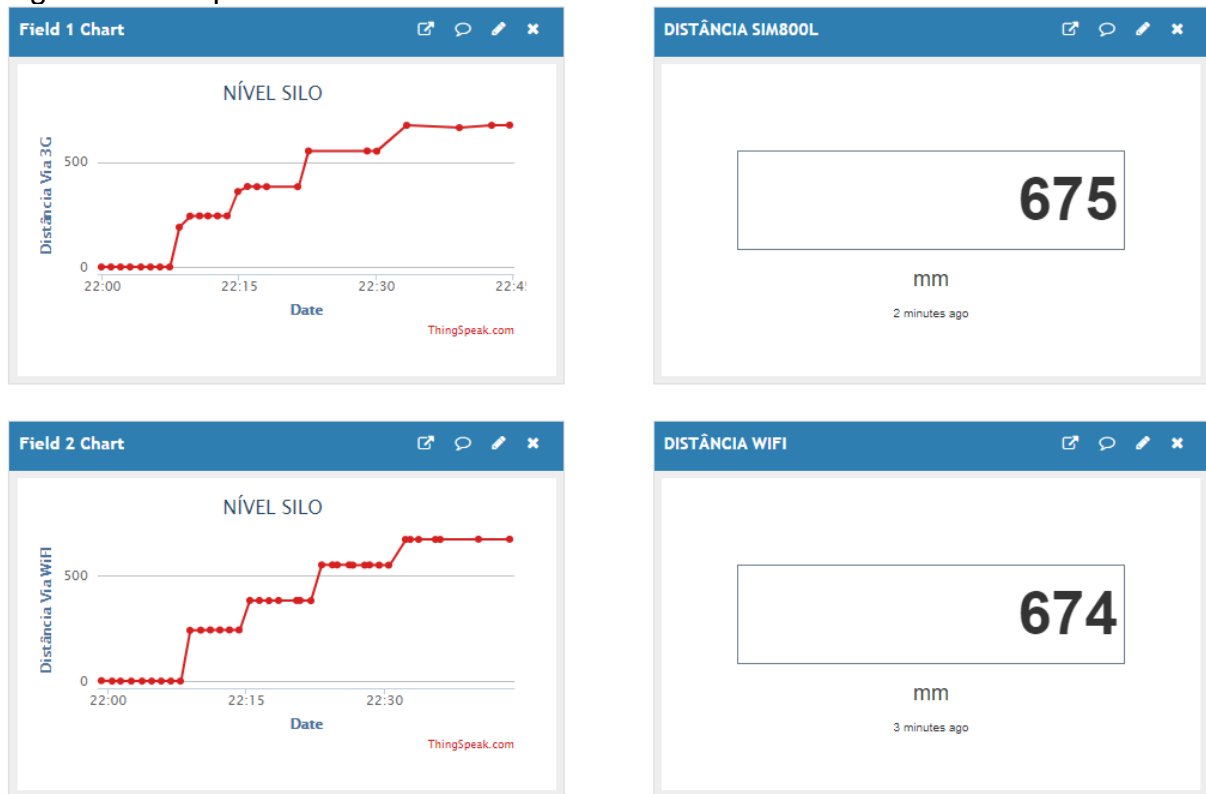 Field 1 Chart
NÍVEL SILO
Distância Via 3G
500
0
22:00 22:15 22:30
Date
ThingSpeak.com
DISTÂNCIA SIM800L
675
mm
2 minutes ago
Field 2 Chart
NÍVEL SILO
Distância Via WiFI
500
0
22:00 22:15 22:30
Date
ThingSpeak.com
DISTÂNCIA WIFI
674
mm
3 minutes ago